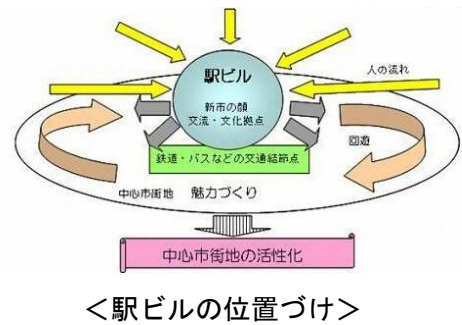 駅ビル
人の流れ
新市の顔
交流・文化拠点
鉄道・バスなどの交通結節点
回遊
中心市街地 魅力づくり
中心市街地の活性化
＜駅ビルの位置づけ＞